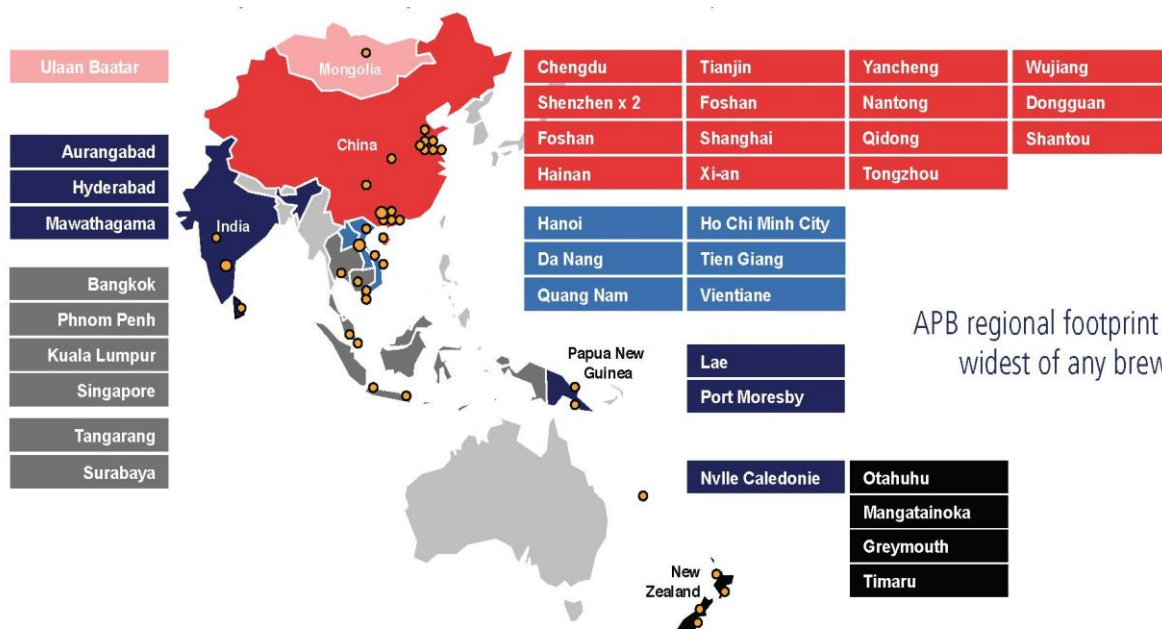 Ulaan Baatar
Aurangabad
Hyderabad
Mawathagama
Bangkok
Phnom Penh
Kuala Lumpur
Singapore
Tangarang
Surabaya
Mongolia
China
India
Papua New
Guinea
New
Zealand
Chengdu Tianjin Yancheng Wujiang
Shenzhen x 2 Foshan Nantong Dongguan
Foshan Shanghai Qidong Shantou
Hainan Xi-an Tongzhou
Hanoi Ho Chi Minh City
Da Nang Tien Giang
Quang Nam Vientiane
APB regional footprint
widest of any brew
Lae
Port Moresby
Nvlle Caledonie Otahuhu
Mangatainoka
Greymouth
Timaru